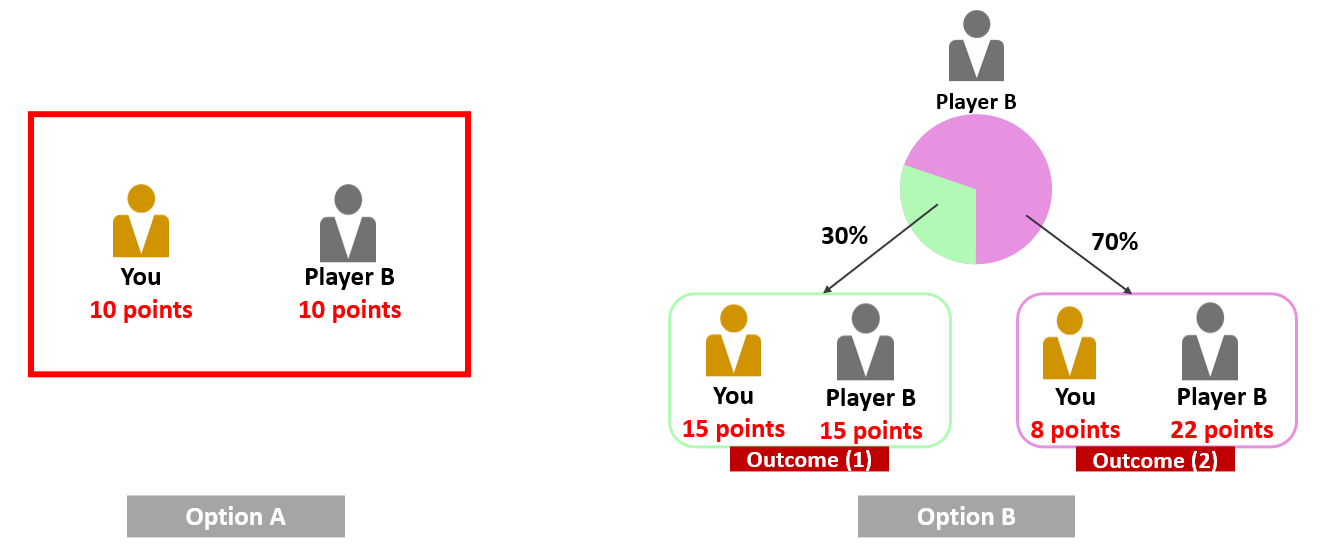 You
10 points
Player B
10 points
Option A
Player B
30%
70%
You
15 points
Player B
15 points
Outcome (1)
You
8 points
Player B
22 points
Outcome (2)
Option B